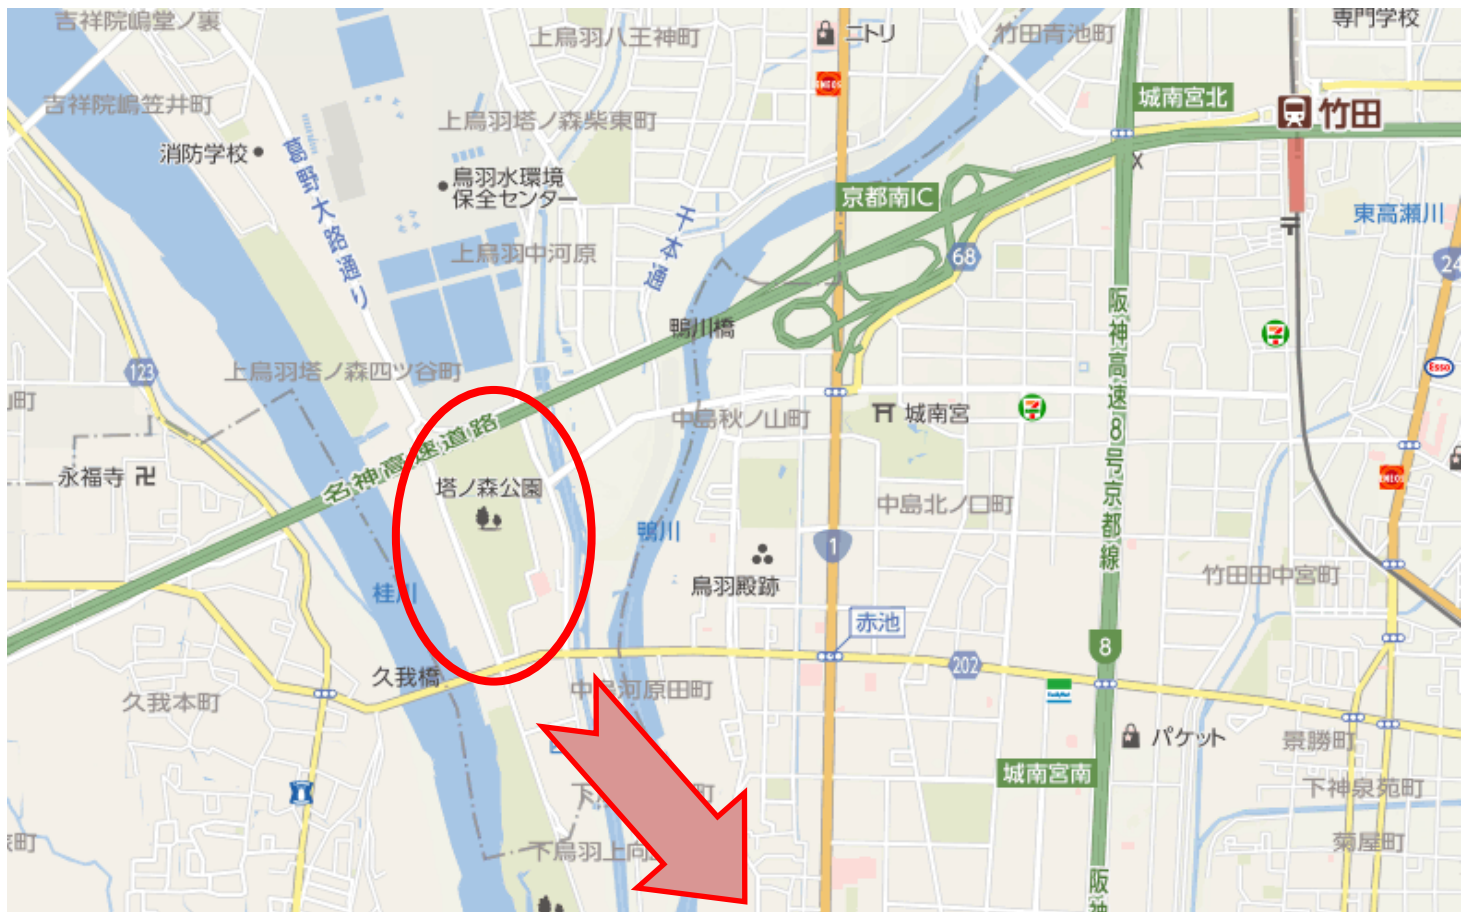 吉祥院嶋堂ノ裏
上鳥羽八王神町
ニトリ
竹田青池町
専門学校
ENEOS
吉祥院嶋笠井町
城南宮北
竹田
上鳥羽塔ノ森柴東町
消防学校
葛野大路通り
鳥羽水環境
保全センター
京都南IC
東高瀬川
千本通
上鳥羽中河原
68
24
阪神高速8号京都線
鴨川橋
上鳥羽塔ノ森四ツ谷町
123
Esso
町
中島秋ノ山町
城南宮
名神高速道路
永福寺
塔ノ森公園
ENEOS
中島北ノ口町
鴨川
1
桂川
鳥羽殿跡
竹田田中宮町
赤池
8
202
久我橋
久我本町
中島河原田町
FamilyMart
パケット
景勝町
城南宮南
下神泉苑町
町
下鳥羽上向
菊屋町
阪神